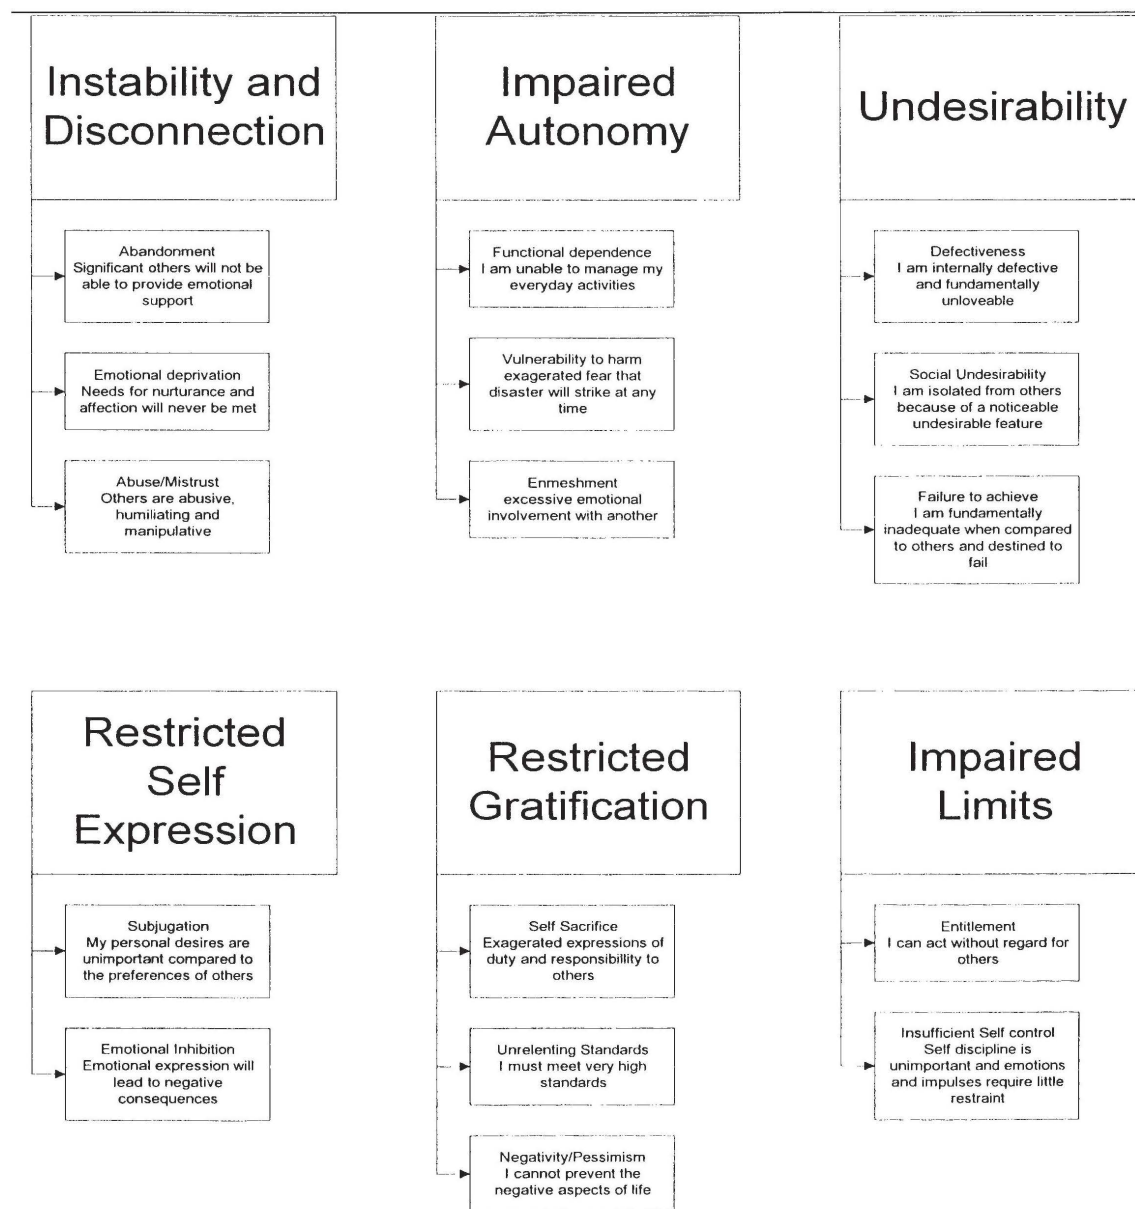 Instability and
Disconnection
Abandonment
Significant others will not be
able to provide emotional
support
Emotional deprivation
Needs for nurturance and
affection will never be met
Abuse/Mistrust
Others are abusive,
humiliating and
manipulative
Impaired
Autonomy
Functional dependence
I am unable to manage my
everyday activities
Vulnerability to harm
exagerated fear that
disaster will strike at any
time
Enmeshment
excessive emotional
involvement with another
Undesirability
Defectiveness
I am internally defective
and fundamentally
unloveable
Social Undesirability
I am isolated from others
because of a noticeable
undesirable feature
Failure to achieve
I am fundamentally
inadequate when compared
to others and destined to
fail
Restricted
Self
Expression
Subjugation
My personal desires are
unimportant compared to
the preferences of others
Emotional Inhibition
Emotional expression will
lead to negative
consequences
Restricted
Gratification
Self Sacrifice
Exagerated expressions of
duty and responsibillity to
others
Unrelenting Standards
I must meet very high
standards
Negativity/Pessimism
I cannot prevent the
negative aspects of life
Impaired
Limits
Entitlement
I can act without regard for
others
Insufficient Self control
Self discipline is
unimportant and emotions
and impulses require little
restraint